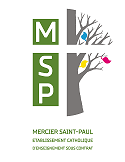 M
S
P
MERCIER SAINT-PAUL
ETABLISSEMENT CATHOLIQUE
D'ENSEIGNEMENT SOUS CONTRAT